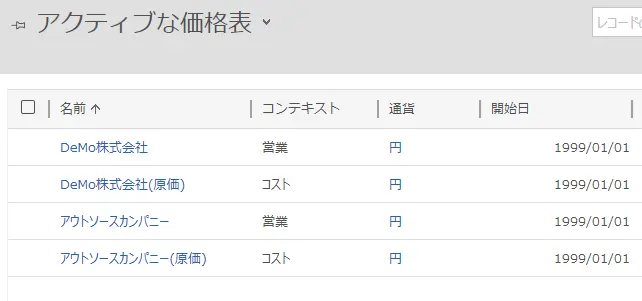 アクティブな価格表
レコードの
名前 コンテキスト 通貨 開始日
DeMo株式会社 営業 円 1999/01/01
DeMo株式会社(原価) コスト 円 1999/01/01
アウトソースカンパニー 営業 円 1999/01/01
アウトソースカンパニー(原価) コスト 円 1999/01/01